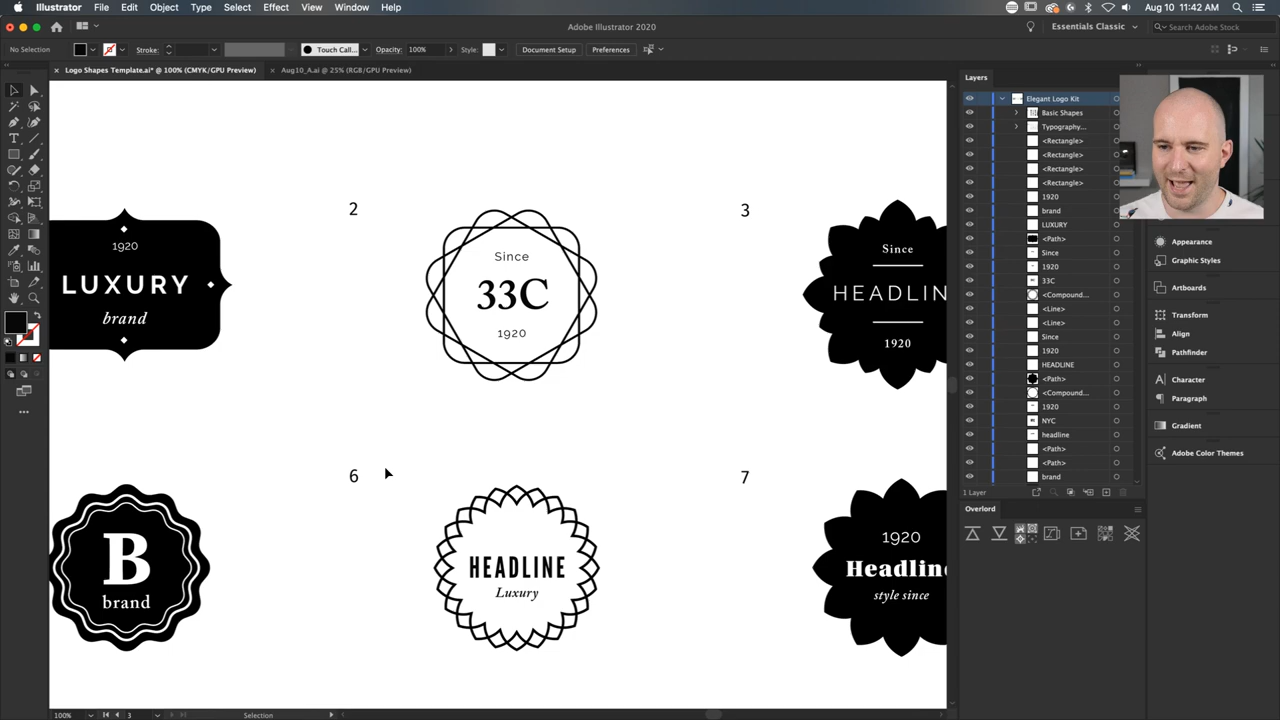 Illustrator File Edit Object Type Select Effect View Window Help Aug 10 11:42 AM
Adobe Illustrator 2020 Essentials Classic Search Adobe Stock
No Selection Stroke: Touch Call... Opacity: 100% Style: Document Setup Preferences
Logo Shapes Template.ai* @ 100% (CMYK/GPU Preview) Aug10_A.ai @ 25% (RGB/GPU Preview)
Layers
Elegant Logo Kit
Basic Shapes
Typography...
<Rectangle>
<Rectangle>
<Rectangle>
<Rectangle>
1920
brand
LUXURY
<Path>
Since
1920
33C
<Compound...
<Line>
<Line>
Since
1920
HEADLINE
<Path>
<Compound...
1920
NYC
headline
<Path>
<Path>
brand
1 Layer
Overlord
Appearance
Graphic Styles
Artboards
Transform
Align
Pathfinder
Character
Paragraph
Gradient
Adobe Color Themes
1920
LUXURY
brand
2
Since
33C
1920
3
Since
HEADLIN
1920
B
brand
6
HEADLINE
Luxury
7
1920
Headline
style since
100% 3 Selection